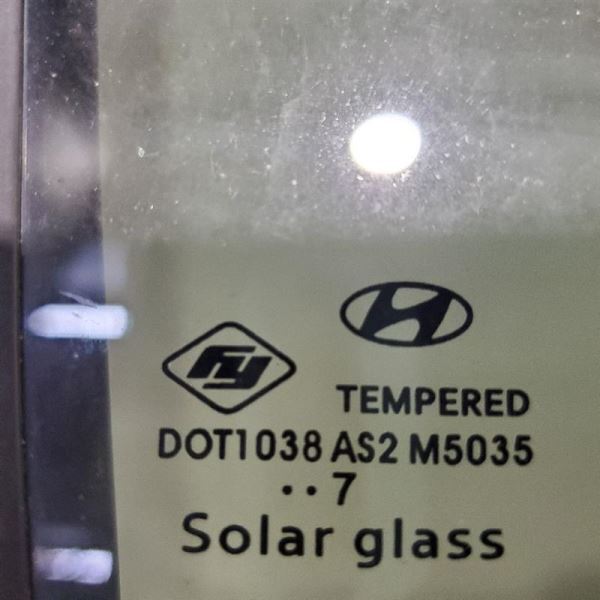 TEMPERED
DOT1038 AS2 M5035
··7
Solar glass